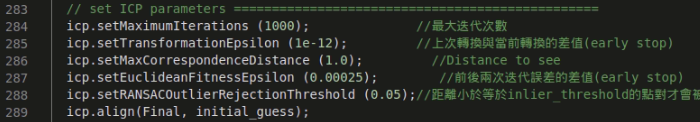 283 // set ICP parameters ================================================
284 icp.setMaximumIterations (1000); //最大迭代次數
285 icp.setTransformationEpsilon (1e-12); //上次轉換與當前轉換的差值(early stop)
286 icp.setMaxCorrespondenceDistance (1.0); //Distance to see
287 icp.setEuclideanFitnessEpsilon (0.00025); //前後兩次迭代誤差的差值(early stop)
288 icp.setRANSACOutlierRejectionThreshold (0.05);//距離小於等於inlier_threshold的點對才會被
289 icp.align(Final, initial_guess);